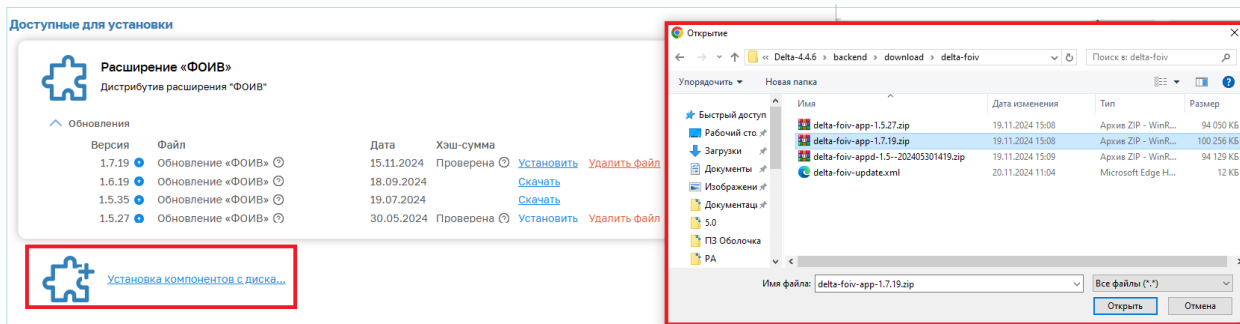 Доступные для установки
Расширение «ФОИВ»
Дистрибутив расширения "ФОИВ"
Обновления
Версия Файл Дата Хэш-сумма
1.7.19 Обновление «ФОИВ» 15.11.2024 Проверена Установить Удалить файл
1.6.19 Обновление «ФОИВ» 18.09.2024 Скачать
1.5.35 Обновление «ФОИВ» 19.07.2024 Скачать
1.5.27 Обновление «ФОИВ» 30.05.2024 Проверена Установить Удалить файл
Установка компонентов с диска...
Открытие
« Delta-4.4.6 › backend › download › delta-foiv
Поиск в: delta-foiv
Упорядочить Новая папка
Имя Дата изменения Тип Размер
Быстрый доступ
Рабочий сто.
Загрузки
Документы
Изображени
Документаци
5.0
ПЗ Оболочка
РА
delta-foiv-app-1.5.27.zip 19.11.2024 15:08 Архив ZIP - WinR... 94 050 КБ
delta-foiv-app-1.7.19.zip 19.11.2024 15:08 Архив ZIP - WinR... 100 256 КБ
delta-foiv-appd-1.5--202405301419.zip 19.11.2024 15:09 Архив ZIP - WinR... 94 129 КБ
delta-foiv-update.xml 20.11.2024 11:04 Microsoft Edge H... 12 КБ
Имя файла: delta-foiv-app-1.7.19.zip Все файлы (*.*)
Открыть Отмена